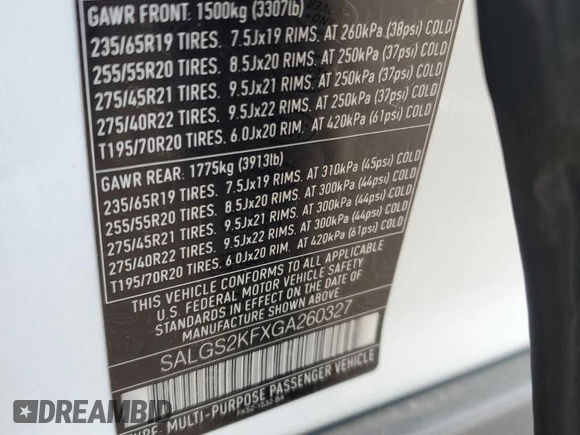 GAWR FRONT: 1500kg (3307lb)
235/65R19 TIRES. 7.5Jx19 RIMS. AT 260kPa (38psi) COLD
255/55R20 TIRES. 8.5Jx20 RIMS. AT 250kPa (37psi) COLD
275/45R21 TIRES. 9.5Jx21 RIMS. AT 250kPa (37psi) COLD
275/40R22 TIRES. 9.5Jx22 RIMS. AT 250kPa (37psi) COLD
T195/70R20 TIRES. 6.0Jx20 RIM. AT 420kPa (61psi) COLD
GAWR REAR: 1775kg (3913lb)
235/65R19 TIRES. 7.5Jx19 RIMS. AT 310kPa (45psi) COLD
255/55R20 TIRES. 8.5Jx20 RIMS. AT 300kPa (44psi) COLD
275/45R21 TIRES. 9.5Jx21 RIMS. AT 300kPa (44psi) COLD
275/40R22 TIRES. 9.5Jx22 RIMS. AT 300kPa (44psi) COLD
T195/70R20 TIRES. 6.0Jx20 RIM. AT 420kPa (61psi) COLD
THIS VEHICLE CONFORMS TO ALL APPLICABLE
U.S. FEDERAL MOTOR VEHICLE SAFETY
STANDARDS IN EFFECT ON THE DATE OF
MANUFACTURE SHOWN ABOVE.
SALGS2KFXGA260327
TYPE: MULTI-PURPOSE PASSENGER VEHICLE
DREAMBID